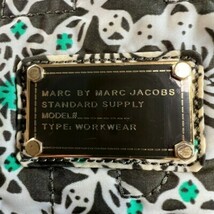 MARC BY MARC JACOBS
STANDARD SUPPLY
MODEL#
TYPE: WORKWEAR